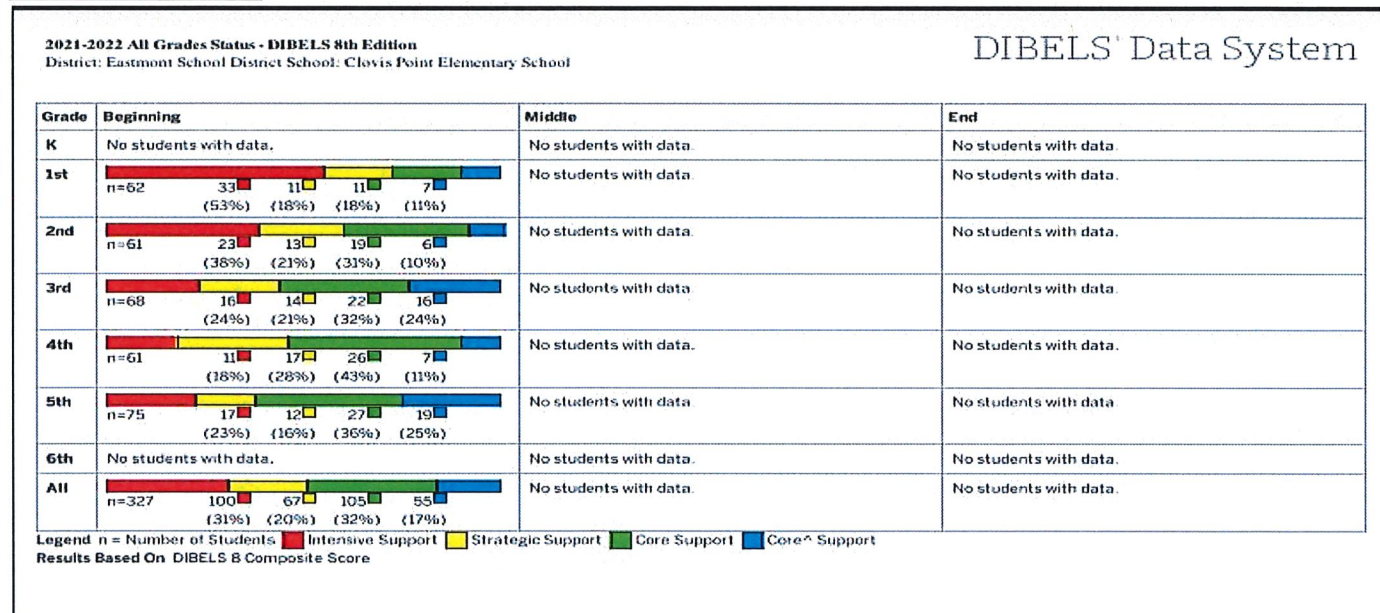 2021-2022 All Grades Status - DIBELS 8th Edition
District: Eastmont School District School: Clovis Point Elementary School
DIBELS® Data System
Grade Beginning Middle End
K No students with data. No students with data. No students with data.
1st No students with data. No students with data.
n=62 33 11 11 7
(53%) (18%) (18%) (11%)
2nd No students with data. No students with data.
n=61 23 13 19 6
(38%) (21%) (31%) (10%)
3rd No students with data. No students with data.
n=68 16 14 22 16
(24%) (21%) (32%) (24%)
4th No students with data. No students with data.
n=61 11 17 26 7
(18%) (28%) (43%) (11%)
5th No students with data. No students with data.
n=75 17 12 27 19
(23%) (16%) (36%) (25%)
6th No students with data. No students with data. No students with data.
All No students with data. No students with data.
n=327 100 67 105 55
(31%) (20%) (32%) (17%)
Legend n = Number of Students Intensive Support Strategic Support Core Support Core^ Support
Results Based On DIBELS 8 Composite Score